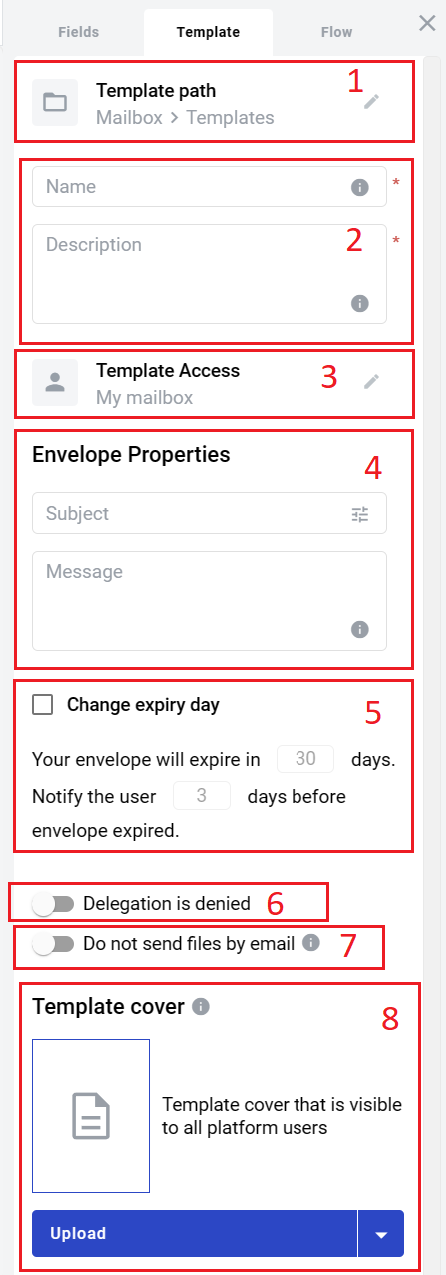 Fields Template Flow
Template path 1
Mailbox > Templates
Name *
Description 2 *
Template Access 3
My mailbox
Envelope Properties 4
Subject
Message
Change expiry day 5
Your envelope will expire in 30 days.
Notify the user 3 days before
envelope expired.
Delegation is denied 6
Do not send files by email 7
Template cover 8
Template cover that is visible
to all platform users
Upload